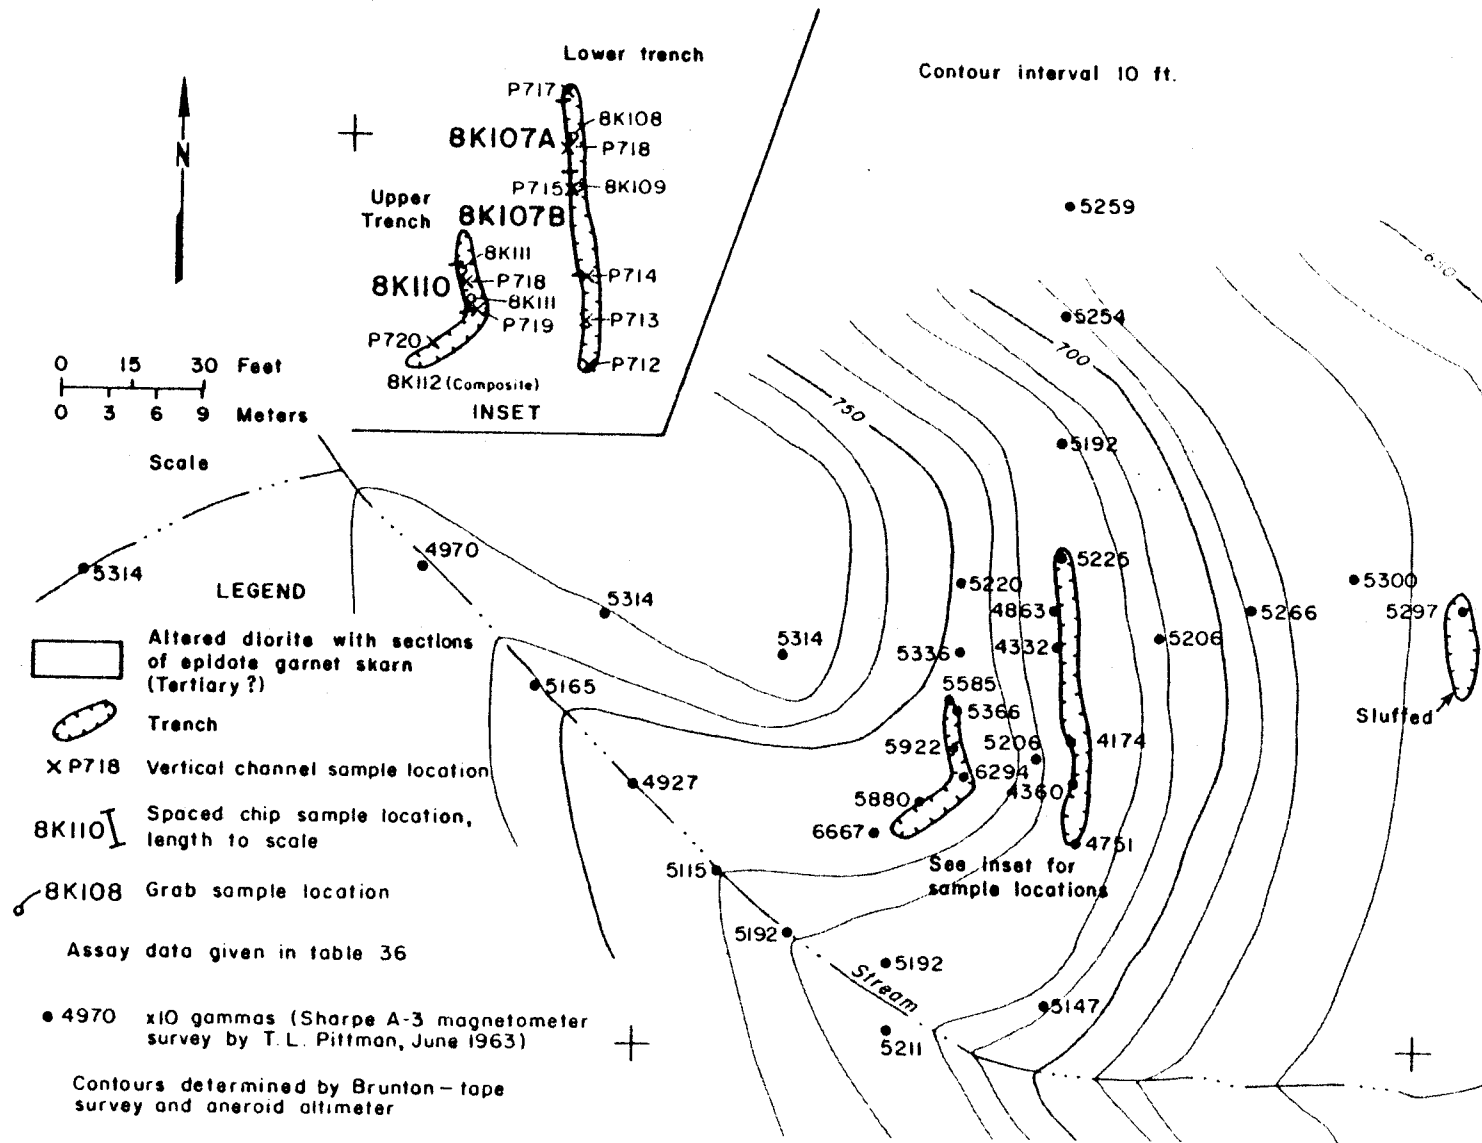 Lower trench
Contour interval 10 ft.
N
P717
8K108
8K107A
P718
P715
8K109
Upper
Trench
8K107B
8K111
P714
P718
8K110
8K111
P719
P713
P720
P712
8K112 (Composite)
INSET
0 15 30 Feet
0 3 6 9 Meters
Scale
5259
650
5254
700
750
5192
4970
5314
5314
5314
5225
5220
4863
5300
5266
5297
5206
5336
4332
5165
5585
5366
Sluffed
5922
5206
4174
4927
6294
5880
4360
6667
4751
5115
See inset for
sample locations
5192
5192
Stream
5147
5211
LEGEND
Altered diorite with sections
of epidote garnet skarn
(Tertiary?)
Trench
P718 Vertical channel sample location
8K110 Spaced chip sample location,
length to scale
8K108 Grab sample location
Assay data given in table 36
4970 x10 gammas (Sharpe A-3 magnetometer
survey by T. L. Pittman, June 1963)
Contours determined by Brunton-tape
survey and aneroid altimeter